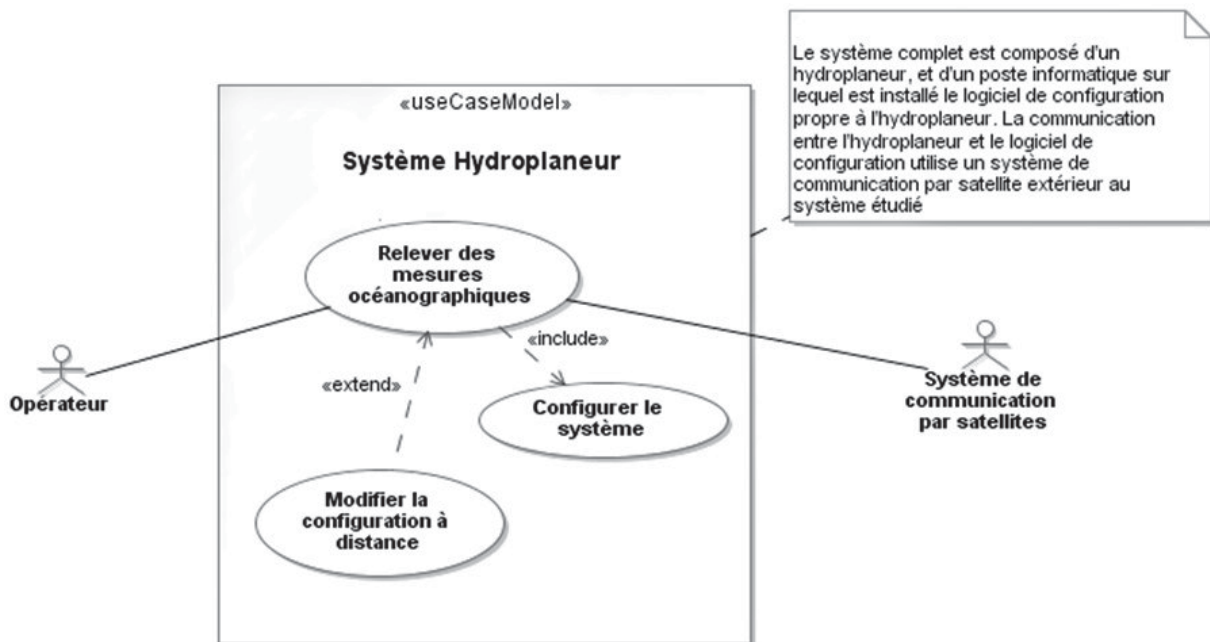 Le système complet est composé d'un
hydroplaneur, et d'un poste informatique sur
lequel est installé le logiciel de configuration
propre à l'hydroplaneur. La communication
entre l'hydroplaneur et le logiciel de
configuration utilise un système de
communication par satellite extérieur au
système étudié
«useCaseModel»
Système Hydroplaneur
Relever des
mesures
océanographiques
«include»
«extend»
Opérateur
Système de
communication
par satellites
Configurer le
système
Modifier la
configuration à
distance